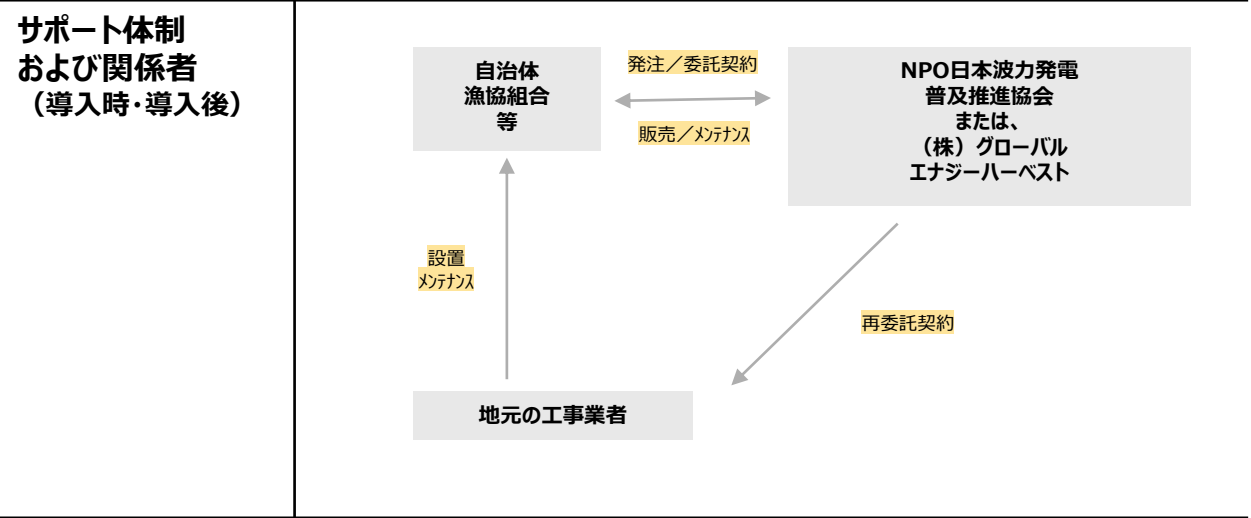 サポート体制
および関係者
（導入時･導入後）
自治体
漁協組合
等
発注／委託契約
販売／ﾒﾝﾃﾅﾝｽ
NPO日本波力発電
普及推進協会
または、
（株）グローバル
エナジーハーベスト
設置
ﾒﾝﾃﾅﾝｽ
再委託契約
地元の工事業者